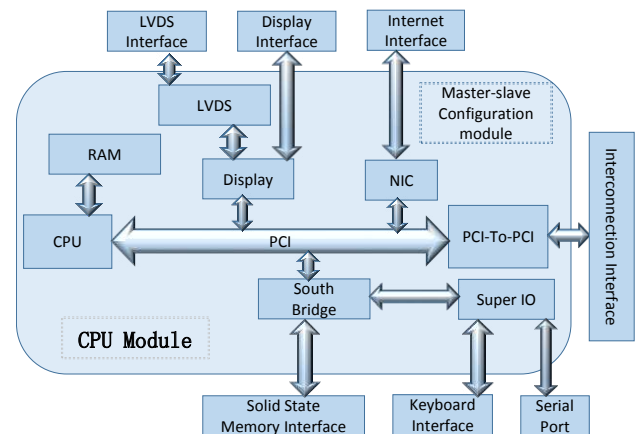 LVDS
Interface
Display
Interface
Internet
Interface
LVDS
Master-slave
Configuration
module
RAM
Display
NIC
Interconnection Interface
CPU
PCI
PCI-To-PCI
South
Bridge
Super IO
CPU Module
Solid State
Memory Interface
Keyboard
Interface
Serial
Port